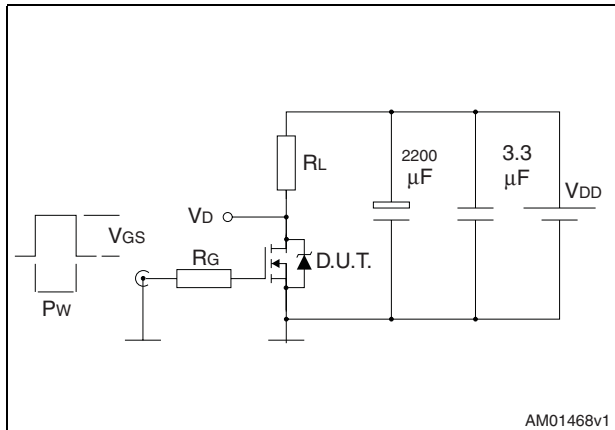 RL
2200
μF
3.3
μF
VDD
VD
VGS
RG
D.U.T.
PW
AM01468v1